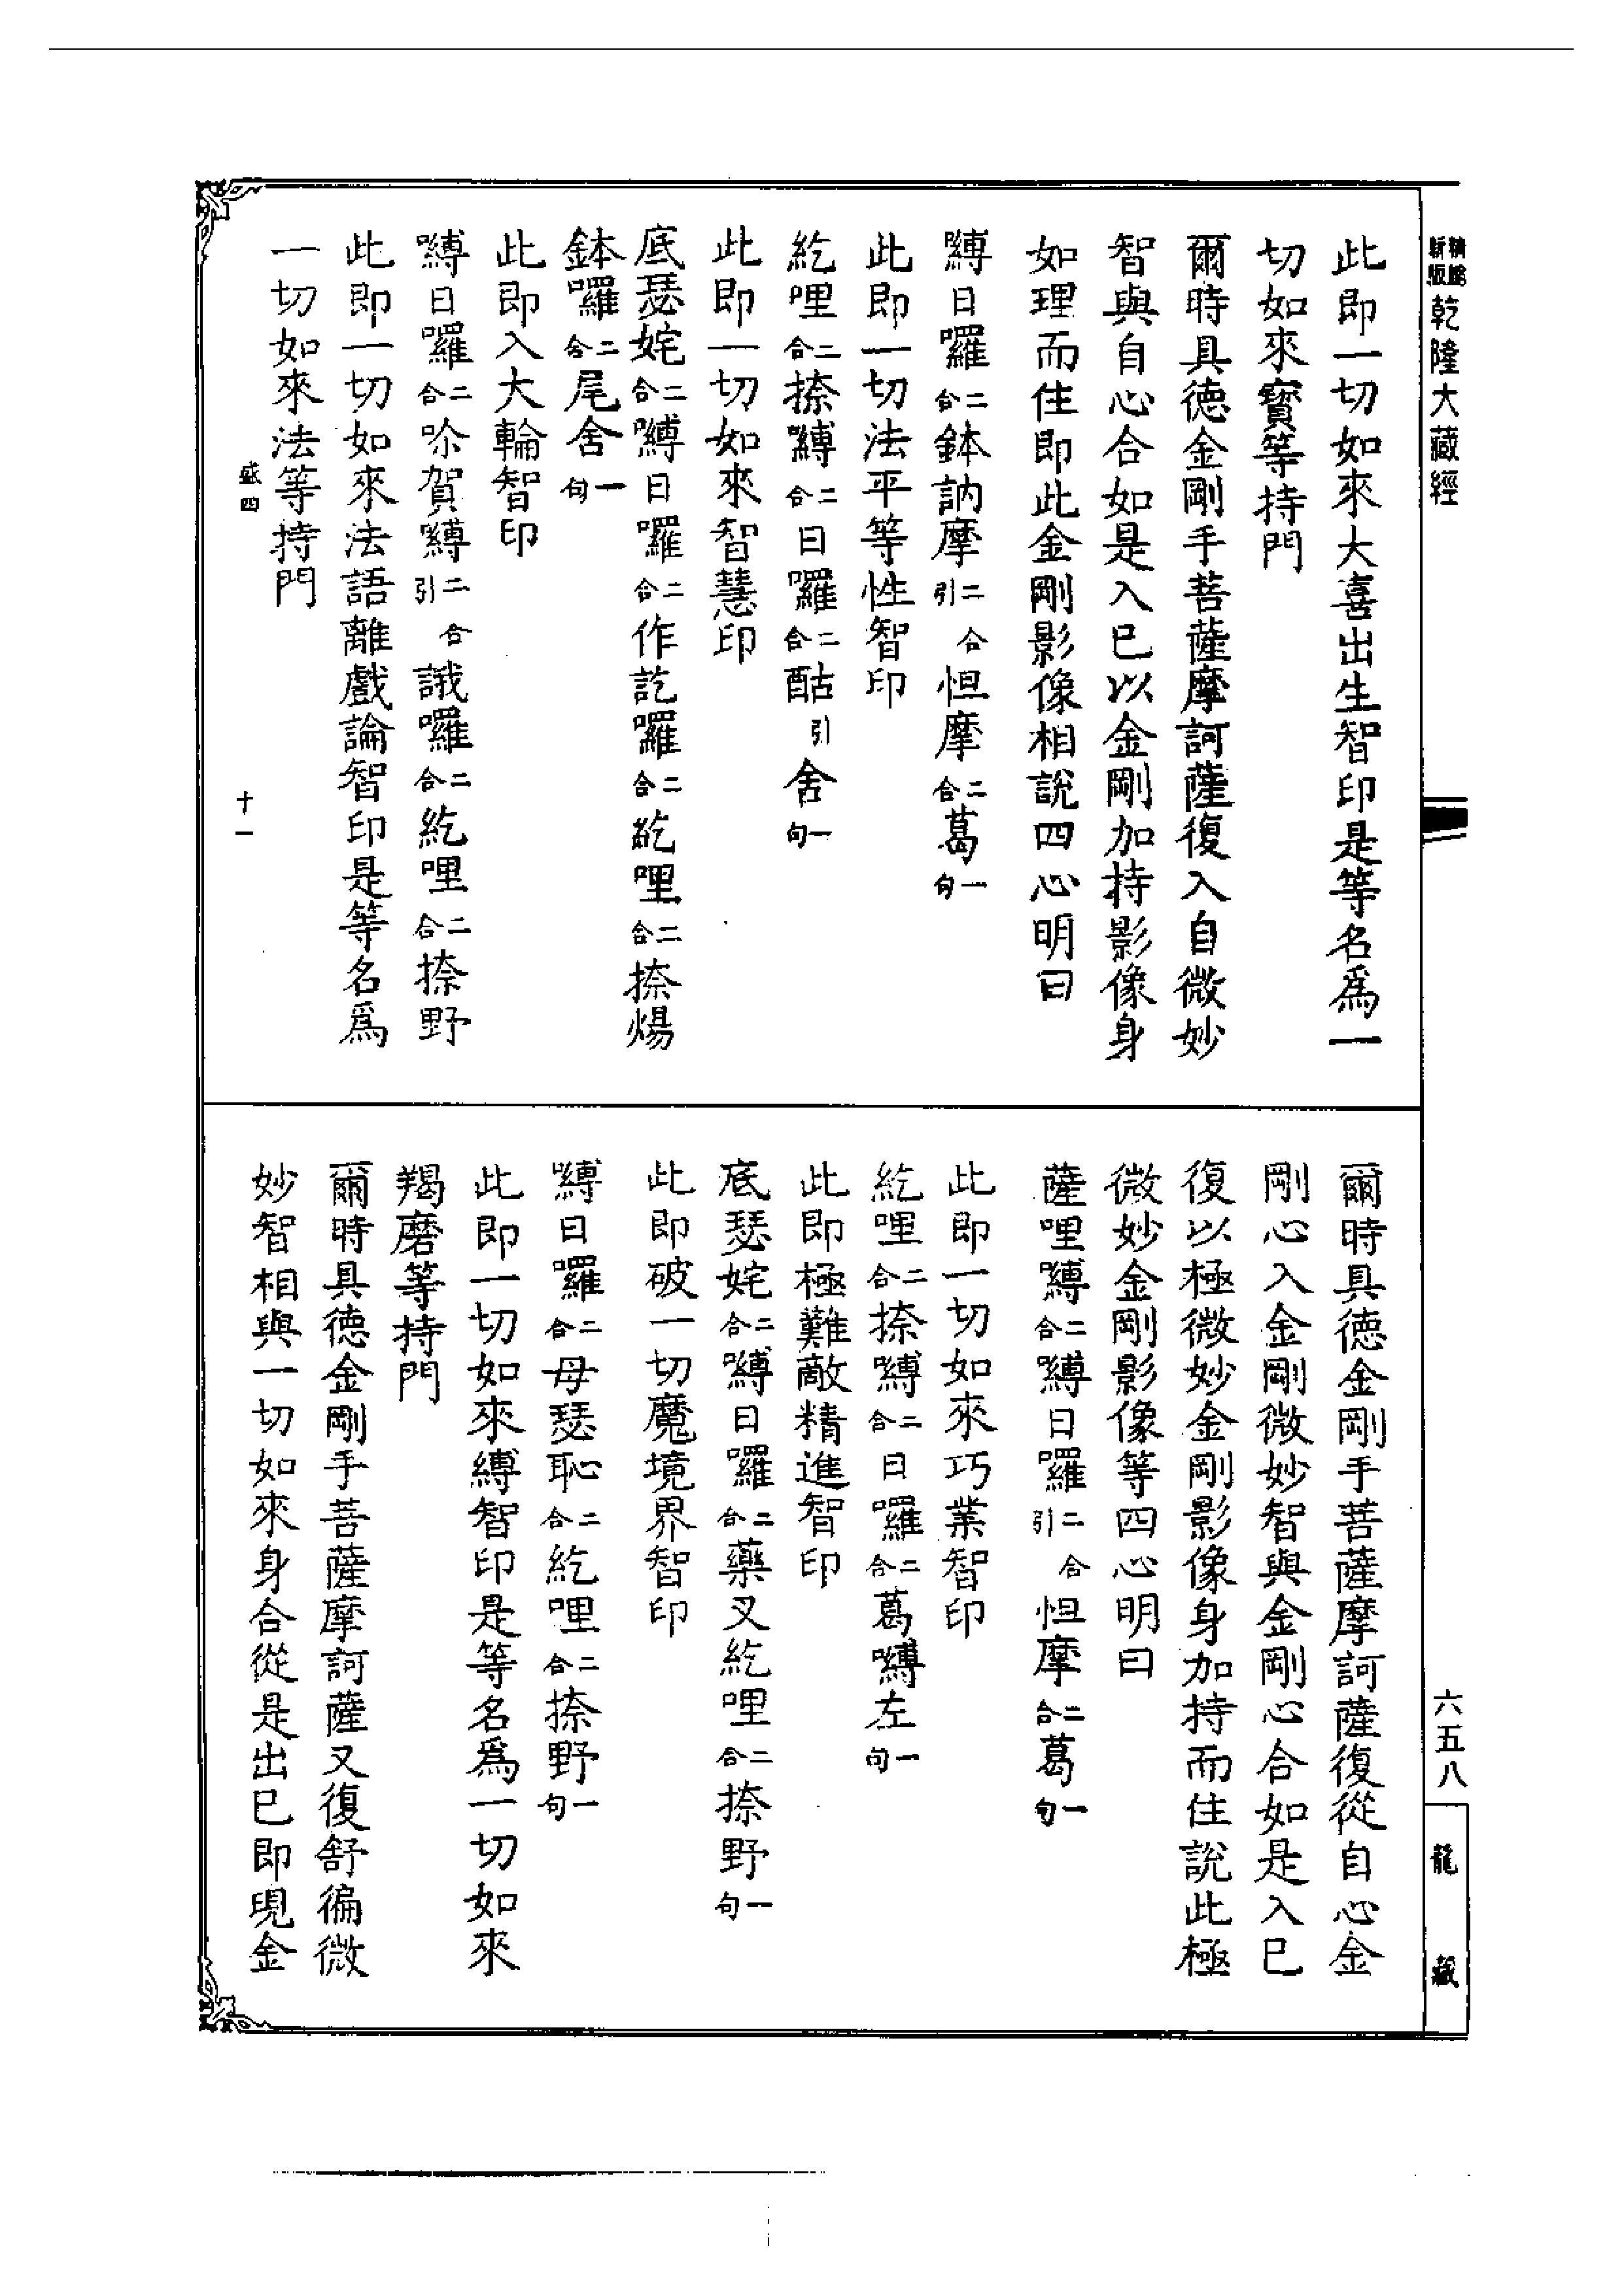 精縮
新版
乾隆大藏經
此即一切如來大喜出生智印是等名爲一
切如來寶等持門
爾時具德金剛手菩薩摩訶薩復入自微妙
智與自心合如是入已以金剛加持影像身
如理而住即此金剛影像相說四心明曰
嚩日囉二合鉢訥摩二合引怛摩二合葛一句
此即一切法平等性智印
紇哩二合捺嚩二合日囉二合酤引舍一句
此即一切如來智慧印
底瑟姹二合嚩日囉二合作訖囉二合紇哩二合捺煬
鉢囉二合尾舍一句
此即入大輪智印
嚩日囉二合吽賀嚩二合引誐囉二合紇哩二合捺野
此即一切如來法語離戲論智印是等名爲
一切如來法等持門
盛四
十一
爾時具德金剛手菩薩摩訶薩復從自心金
剛心入金剛微妙智與金剛心合如是入已
復以極微妙金剛影像身加持而住說此極
微妙金剛影像等四心明曰
薩哩嚩二合嚩日囉二合引怛摩二合葛一句
此即一切如來巧業智印
紇哩二合捺嚩二合日囉二合葛嚩左一句
此即極難敵精進智印
底瑟姹二合嚩日囉二合藥叉紇哩二合捺野一句
此即破一切魔境界智印
嚩日囉二合母瑟恥二合紇哩二合捺野一句
此即一切如來縛智印是等名爲一切如來
羯磨等持門
爾時具德金剛手菩薩摩訶薩又復舒徧微
妙智相與一切如來身合從是出已即現金
六五八
龍藏